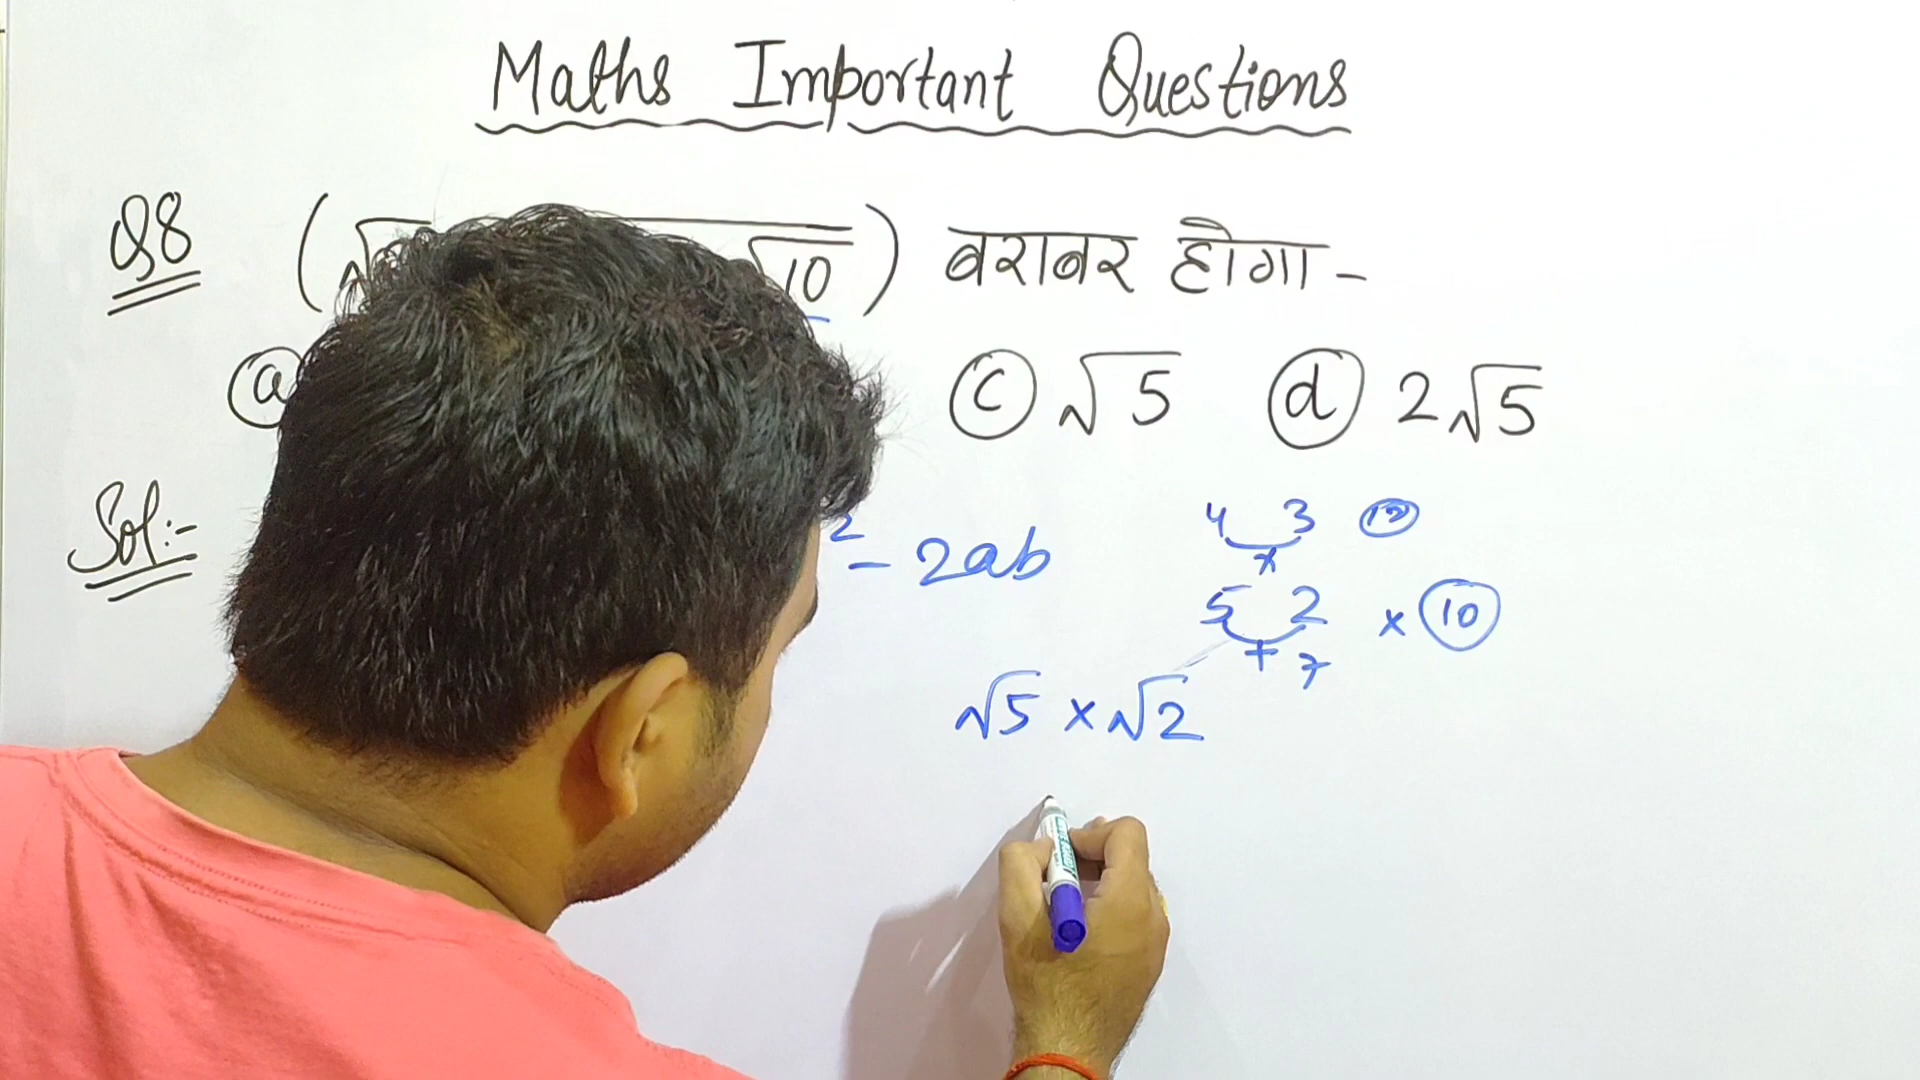 Maths Important Questions
Q8 (√ √10) बराबर होगा -
(a) (c) √5 (d) 2√5
Sol:- 2 - 2ab
4 3 12
x
5 2 x 10
+ 7
√5 x √2